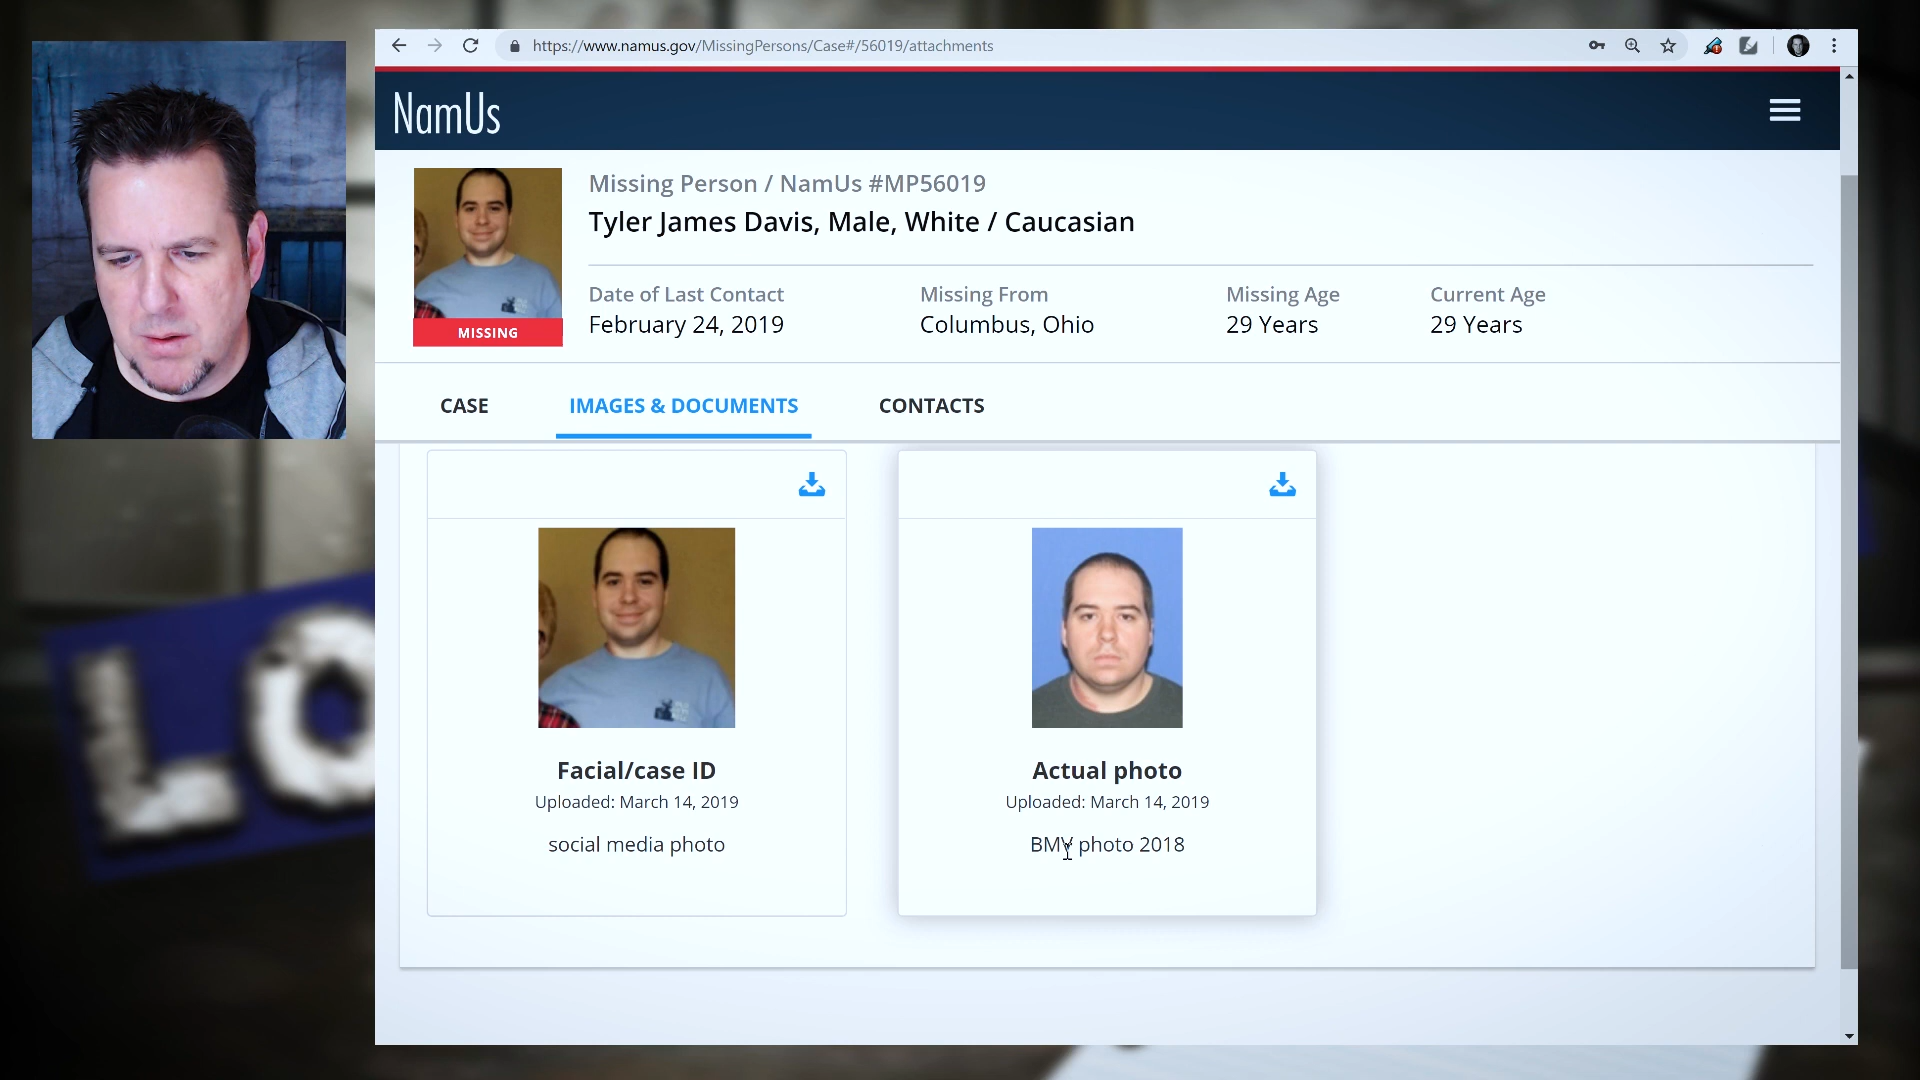 https://www.namus.gov/MissingPersons/Case#/56019/attachments
NamUs
Missing Person / NamUs #MP56019
Tyler James Davis, Male, White / Caucasian
MISSING
Date of Last Contact
February 24, 2019
Missing From
Columbus, Ohio
Missing Age
29 Years
Current Age
29 Years
CASE
IMAGES & DOCUMENTS
CONTACTS
Facial/case ID
Uploaded: March 14, 2019
social media photo
Actual photo
Uploaded: March 14, 2019
BMV photo 2018
LO